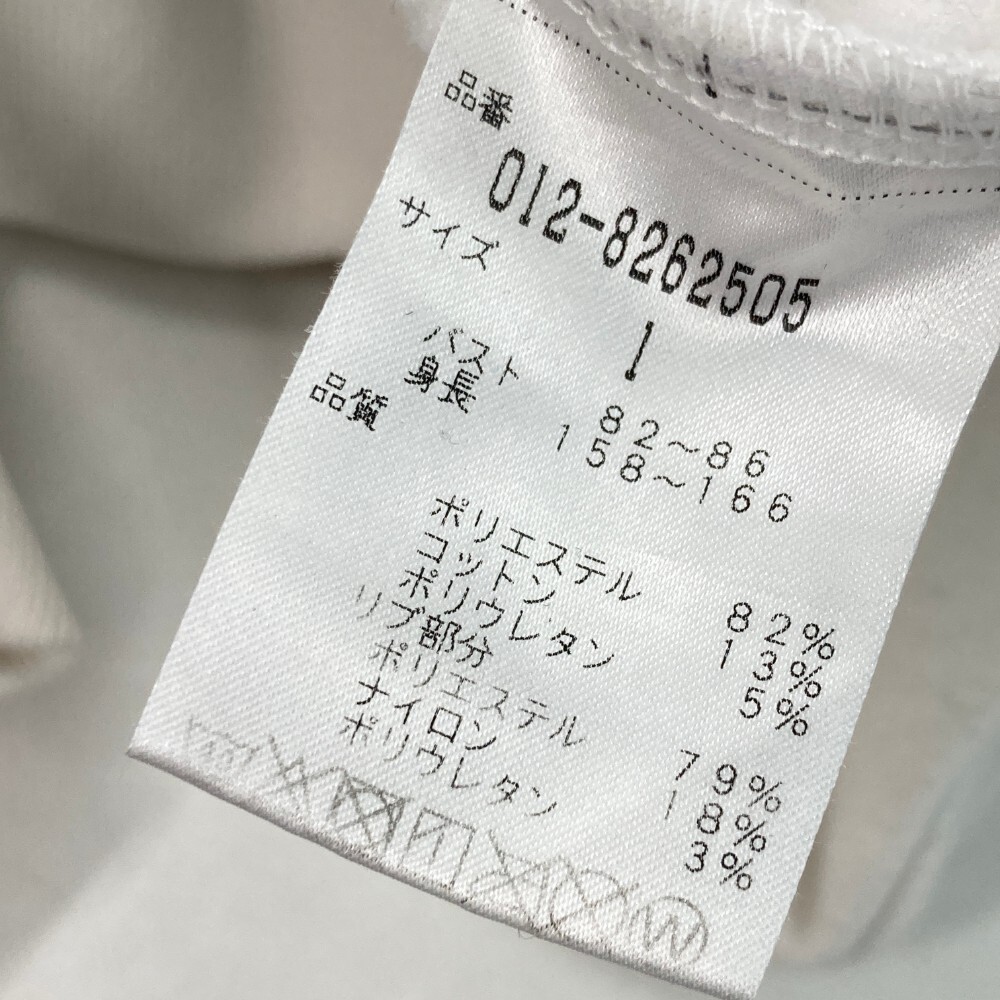 品番
012-8262505
サイズ
1
バスト 82～86
身長 158～166
品質
ポリエステル 82%
コットン 13%
ポリウレタン 5%
リブ部分
ポリエステル 79%
ナイロン 18%
ポリウレタン 3%